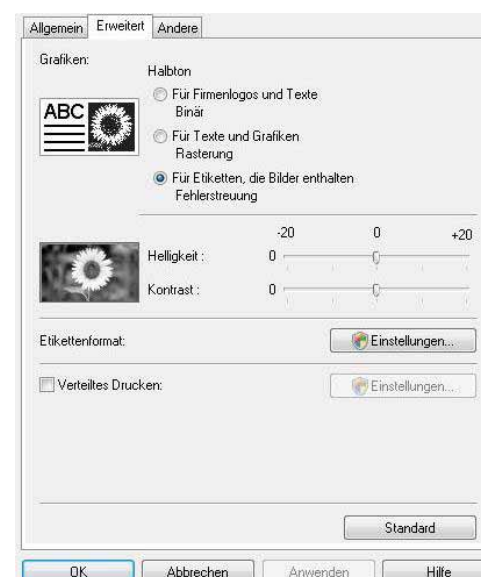 Allgemein Erweitert Andere
Grafiken:
Halbton
Für Firmenlogos und Texte
Binär
ABC
Für Texte und Grafiken
Rasterung
Für Etiketten, die Bilder enthalten
Fehlerstreuung
-20 0 +20
Helligkeit : 0
Kontrast : 0
Etikettenformat: Einstellungen...
Verteiltes Drucken: Einstellungen...
Standard
OK Abbrechen Anwenden Hilfe